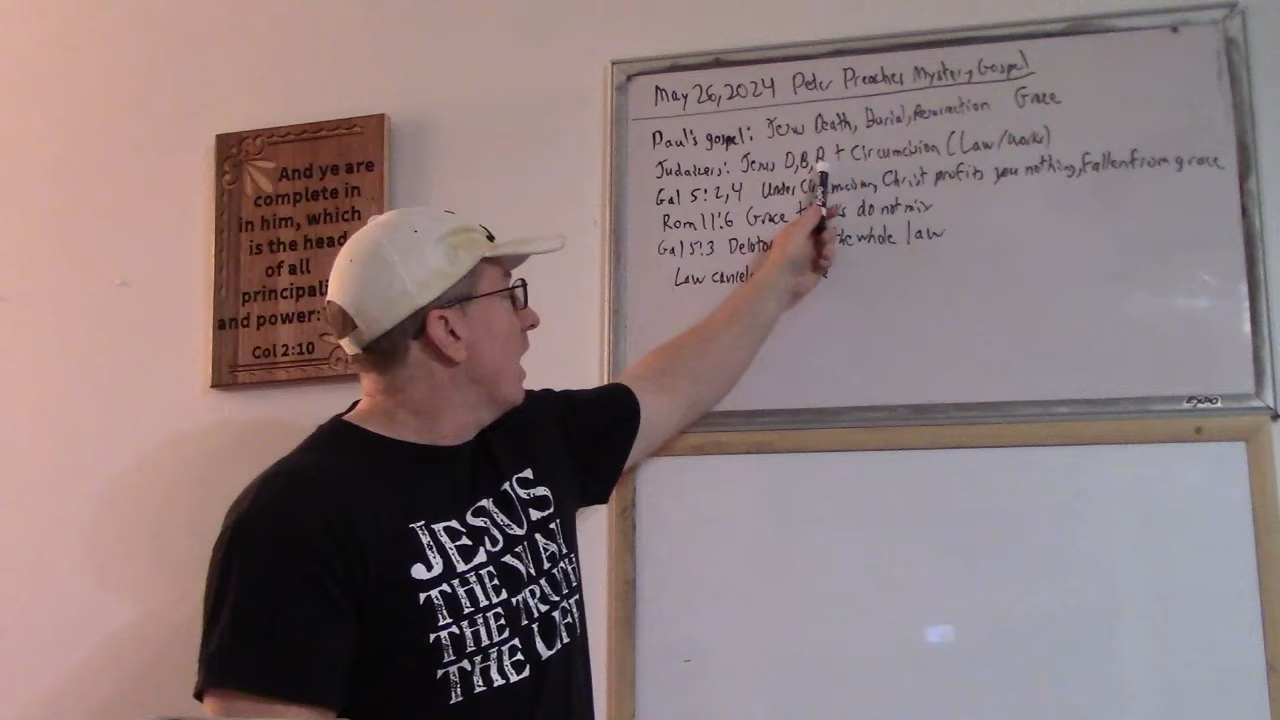 And ye are
complete in
in him, which
is the head
of all
principali
and power:
Col 2:10
May 26, 2024 Peter Preaches Mystery Gospel
Paul's gospel: Jesus Death, Burial, Resurrection Grace
Judaizers: Jesus D, B, R + Circumcision (Law/works)
Gal 5:2,4 Under Christ profits you nothing, fallen from grace
Rom 11:6 Grace do not mix
Gal 5:3 whole law
Law
EXPO
JESUS
THE WAY
THE TRUTH
THE LIFE